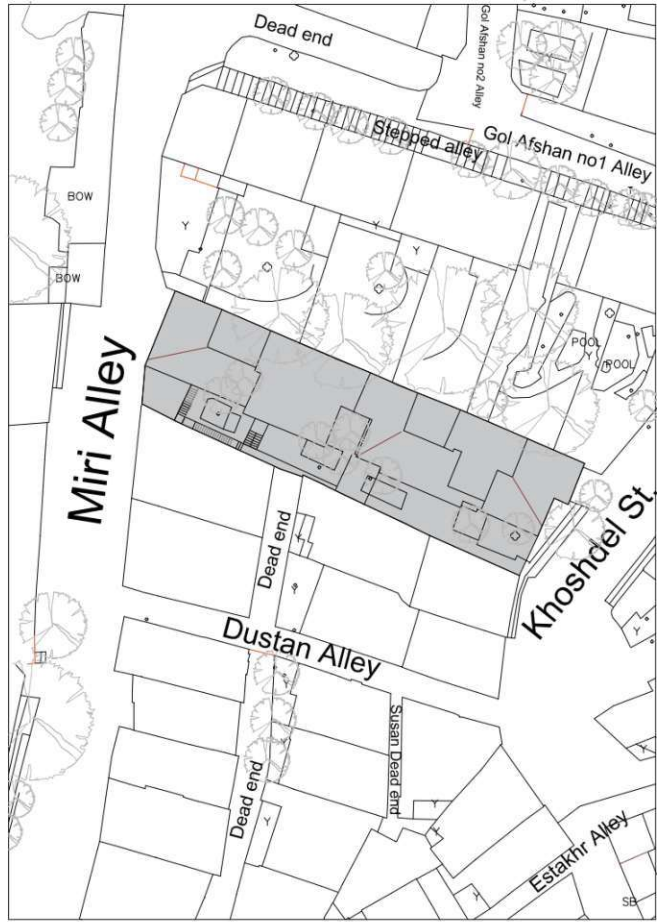 Dead end
Gol Afshan no2 Alley
Stepped alley
Gol Afshan no1 Alley
BOW
BOW
Y
Y
Y
POOL
Y
POOL
Miri Alley
Khoshdel St.
Dead end
Y
Y
Dustan Alley
Y
Susan Dead end
Y
Y
Dead end
Y
Y
Y
Y
Estakhr Alley
SB